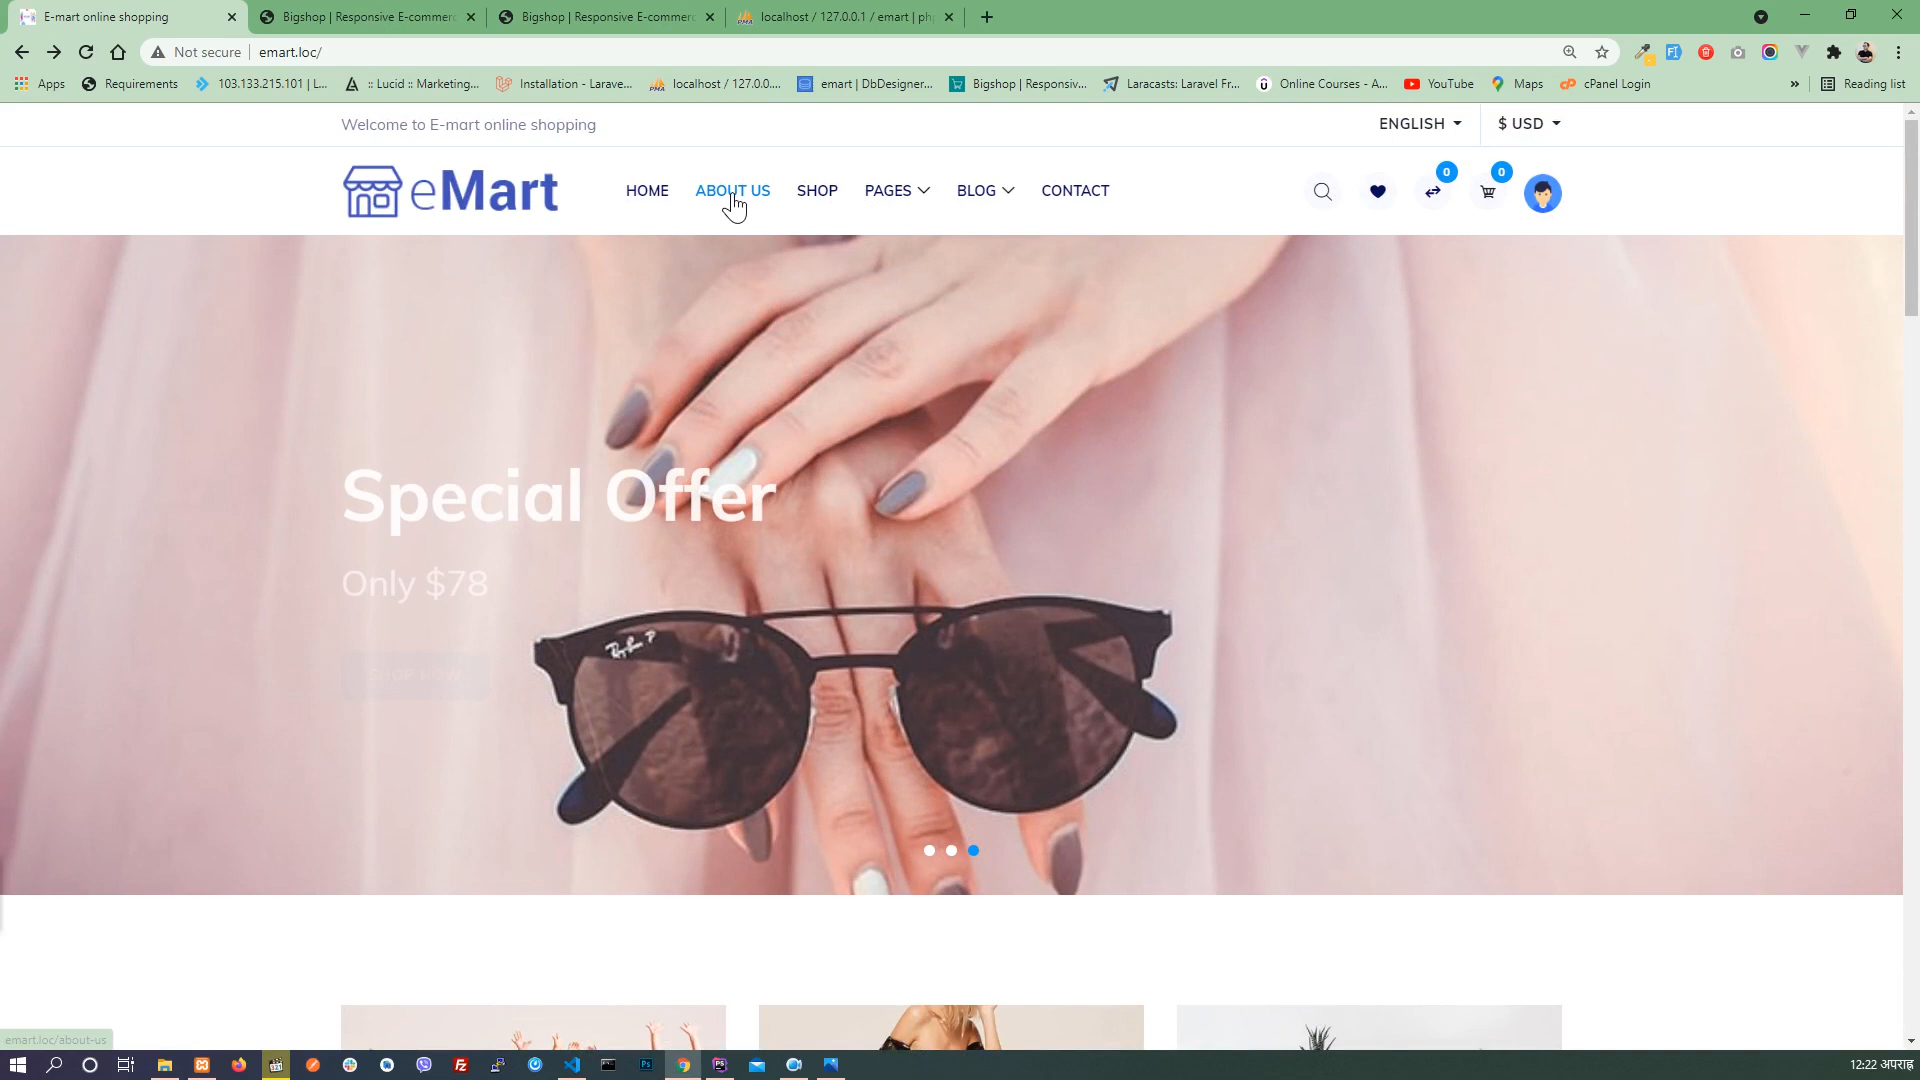 E-mart online shopping
Bigshop | Responsive E-commerc
Bigshop | Responsive E-commerc
localhost / 127.0.0.1 / emart | ph
Not secure
emart.loc/
Apps
Requirements
103.133.215.101 | L...
:: Lucid :: Marketing...
Installation - Larave...
localhost / 127.0.0....
emart | DbDesigner...
Bigshop | Responsiv...
Laracasts: Laravel Fr...
Online Courses - A...
YouTube
Maps
cPanel Login
»
Reading list
Welcome to E-mart online shopping
ENGLISH
$ USD
eMart
HOME
ABOUT US
SHOP
PAGES
BLOG
CONTACT
0
0
Special Offer
Only $78
SHOP NOW
Ray-Ban P
emart.loc/about-us
12:22 अपराह्न